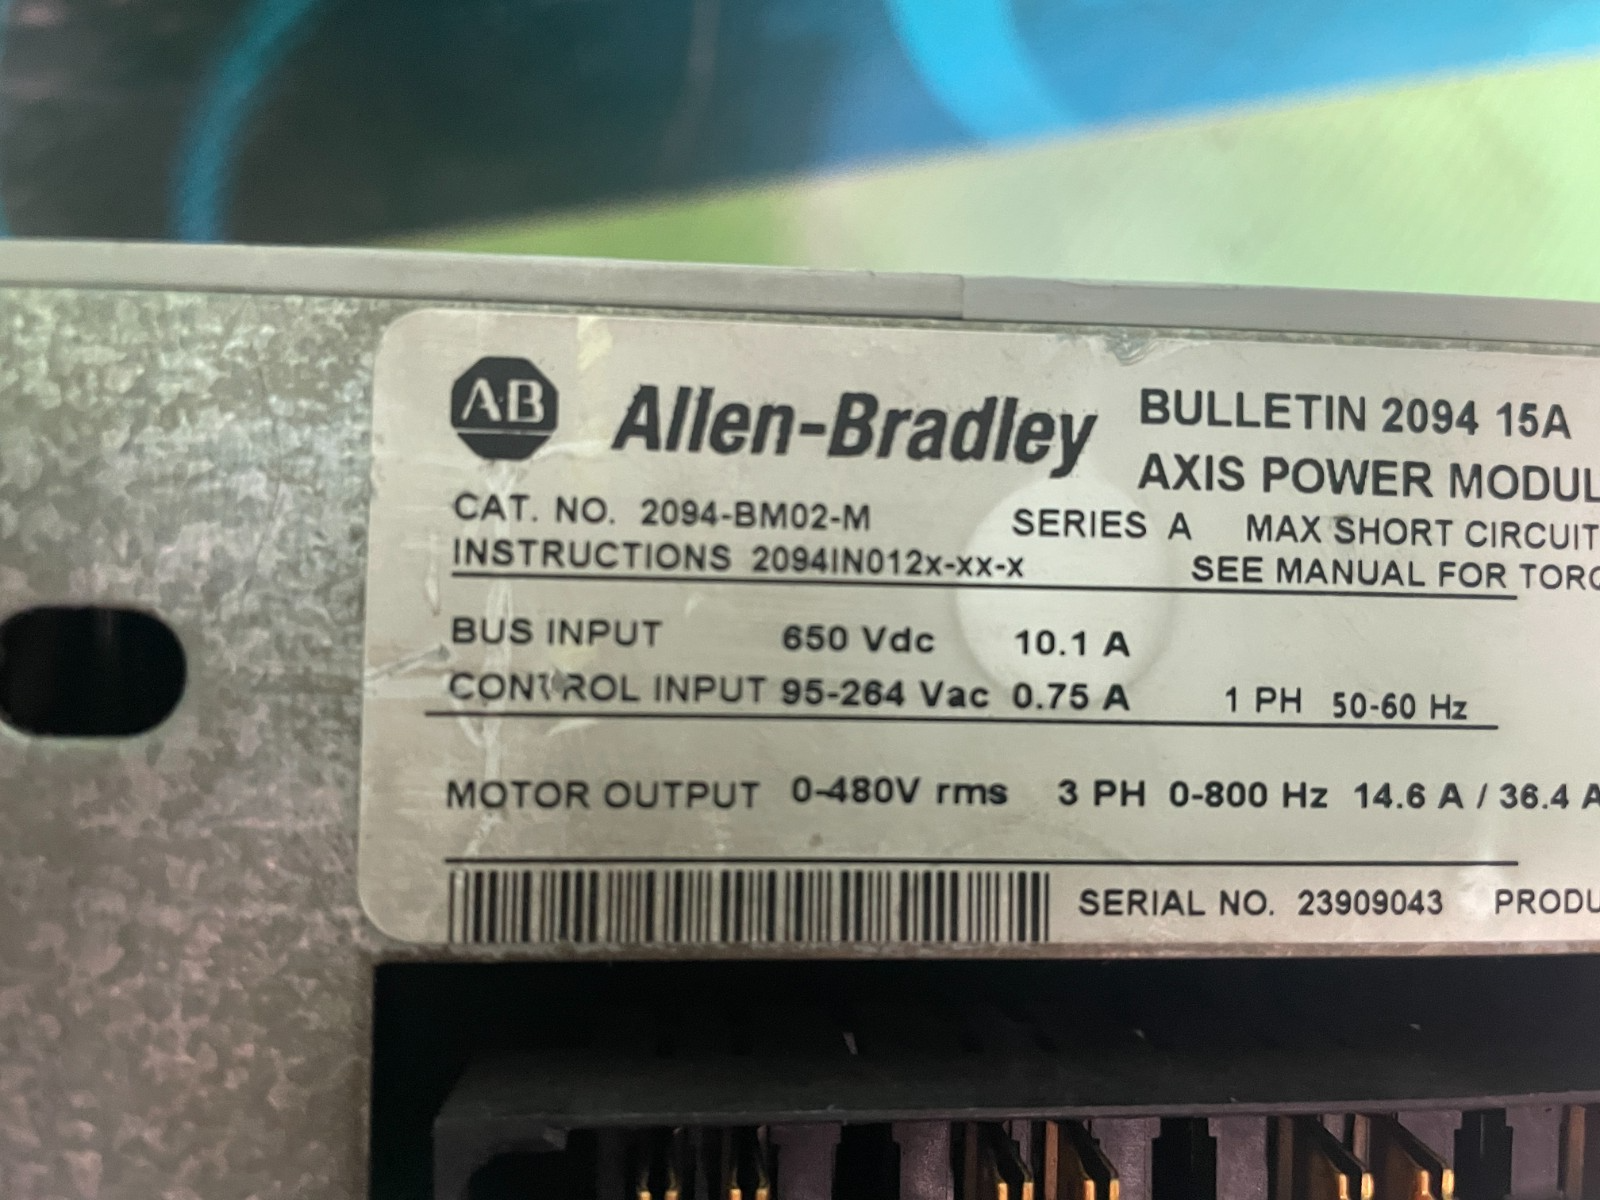 AB Allen-Bradley
BULLETIN 2094 15A
AXIS POWER MODUL
CAT. NO. 2094-BM02-M SERIES A MAX SHORT CIRCUIT
INSTRUCTIONS 2094IN012x-xx-x SEE MANUAL FOR TORQ
BUS INPUT 650 Vdc 10.1 A
CONTROL INPUT 95-264 Vac 0.75 A 1 PH 50-60 Hz
MOTOR OUTPUT 0-480V rms 3 PH 0-800 Hz 14.6 A / 36.4 A
SERIAL NO. 23909043 PRODU